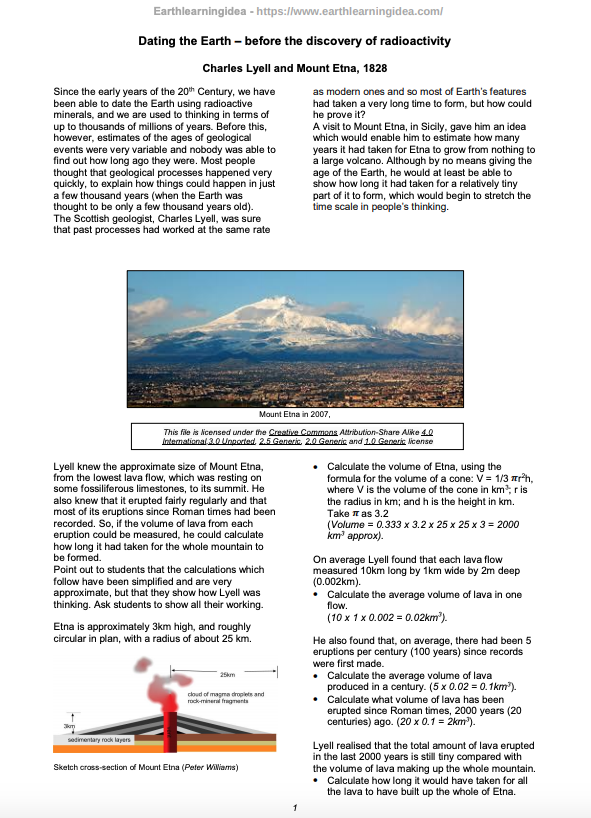 Earthlearningidea - https://www.earthlearningidea.com/
Dating the Earth – before the discovery of radioactivity
Charles Lyell and Mount Etna, 1828
Since the early years of the 20th Century, we have
been able to date the Earth using radioactive
minerals, and we are used to thinking in terms of
up to thousands of millions of years. Before this,
however, estimates of the ages of geological
events were very variable and nobody was able to
find out how long ago they were. Most people
thought that geological processes happened very
quickly, to explain how things could happen in just
a few thousand years (when the Earth was
thought to be only a few thousand years old).
The Scottish geologist, Charles Lyell, was sure
that past processes had worked at the same rate
as modern ones and so most of Earth's features
had taken a very long time to form, but how could
he prove it?
A visit to Mount Etna, in Sicily, gave him an idea
which would enable him to estimate how many
years it had taken for Etna to grow from nothing to
a large volcano. Although by no means giving the
age of the Earth, he would at least be able to
show how long it had taken for a relatively tiny
part of it to form, which would begin to stretch the
time scale in people's thinking.
Mount Etna in 2007,
This file is licensed under the Creative Commons Attribution-Share Alike 4.0
International,3.0 Unported, 2.5 Generic, 2.0 Generic and 1.0 Generic license
Lyell knew the approximate size of Mount Etna,
from the lowest lava flow, which was resting on
some fossiliferous limestones, to its summit. He
also knew that it erupted fairly regularly and that
most of its eruptions since Roman times had been
recorded. So, if the volume of lava from each
eruption could be measured, he could calculate
how long it had taken for the whole mountain to
be formed.
Point out to students that the calculations which
follow have been simplified and are very
approximate, but that they show how Lyell was
thinking. Ask students to show all their working.
Etna is approximately 3km high, and roughly
circular in plan, with a radius of about 25 km.
25km
cloud of magma droplets and
rock-mineral fragments
3km
sedimentary rock layers
Sketch cross-section of Mount Etna (Peter Williams)
• Calculate the volume of Etna, using the
formula for the volume of a cone: V = 1/3 πr²h,
where V is the volume of the cone in km³; r is
the radius in km; and h is the height in km.
Take π as 3.2
(Volume = 0.333 x 3.2 x 25 x 25 x 3 = 2000
km³ approx).
On average Lyell found that each lava flow
measured 10km long by 1km wide by 2m deep
(0.002km).
• Calculate the average volume of lava in one
flow.
(10 x 1 x 0.002 = 0.02km³).
He also found that, on average, there had been 5
eruptions per century (100 years) since records
were first made.
• Calculate the average volume of lava
produced in a century. (5 x 0.02 = 0.1km³).
• Calculate what volume of lava has been
erupted since Roman times, 2000 years (20
centuries) ago. (20 x 0.1 = 2km³).
Lyell realised that the total amount of lava erupted
in the last 2000 years is still tiny compared with
the volume of lava making up the whole mountain.
• Calculate how long it would have taken for all
the lava to have built up the whole of Etna.
1